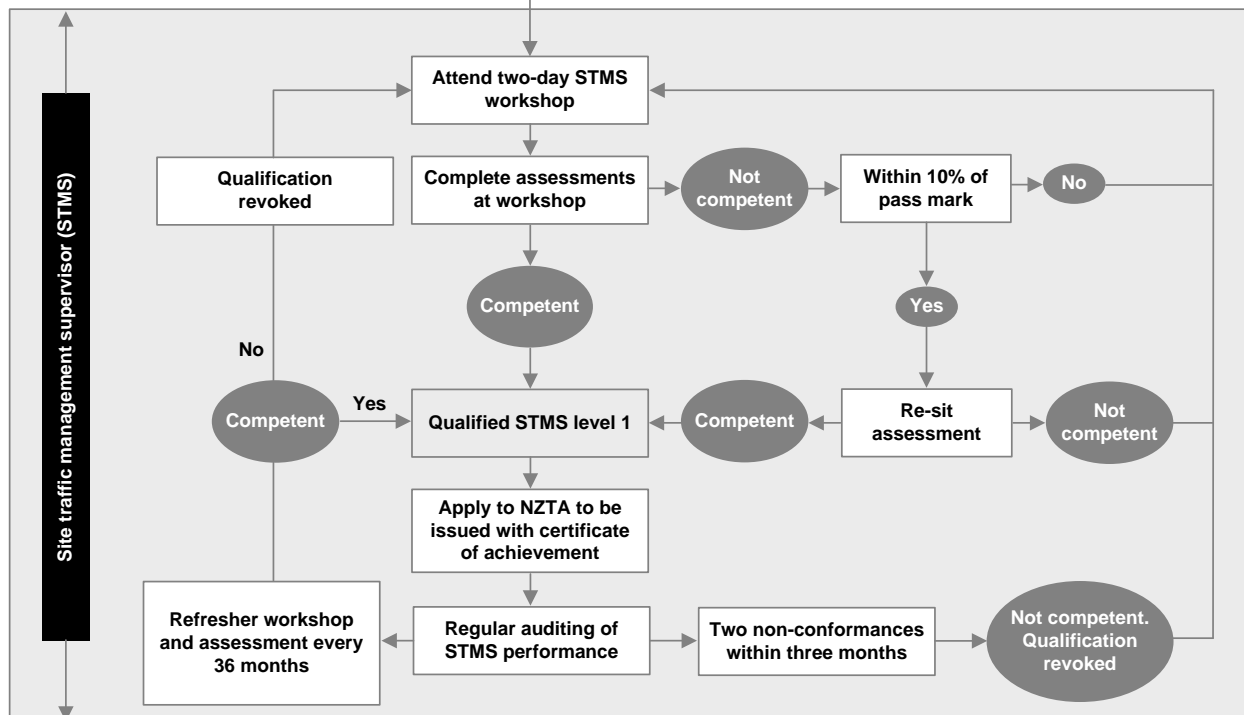 Site traffic management supervisor (STMS)
Attend two-day STMS
workshop
Qualification
revoked
Complete assessments
at workshop
Not
competent
Within 10% of
pass mark
No
Competent
Yes
No
Competent
Yes
Qualified STMS level 1
Competent
Re-sit
assessment
Not
competent
Apply to NZTA to be
issued with certificate
of achievement
Refresher workshop
and assessment every
36 months
Regular auditing of
STMS performance
Two non-conformances
within three months
Not competent.
Qualification
revoked